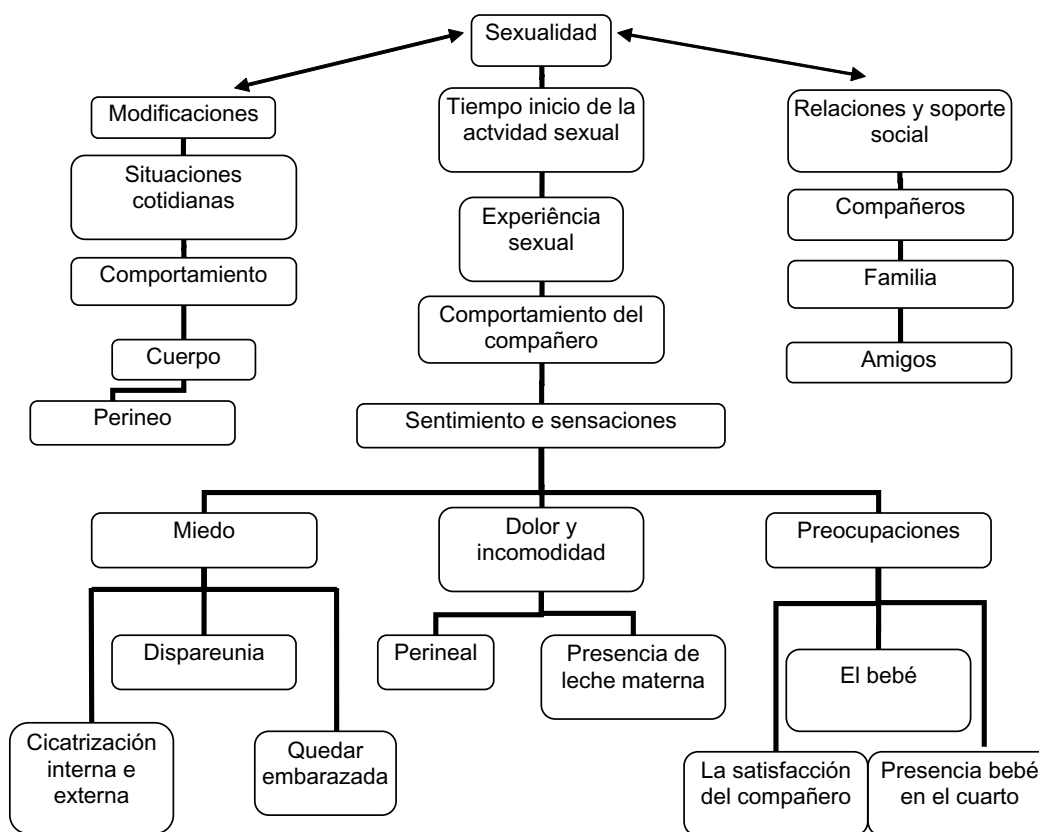 Sexualidad
Modificaciones
Tiempo inicio de la
actvidad sexual
Relaciones y soporte
social
Situaciones
cotidianas
Experiência
sexual
Compañeros
Comportamiento
Familia
Comportamiento del
compañero
Cuerpo
Amigos
Perineo
Sentimiento e sensaciones
Miedo
Dolor y
incomodidad
Preocupaciones
Dispareunia
Perineal
Presencia de
leche materna
El bebé
Cicatrización
interna e
externa
Quedar
embarazada
La satisfacción
del compañero
Presencia bebé
en el cuarto